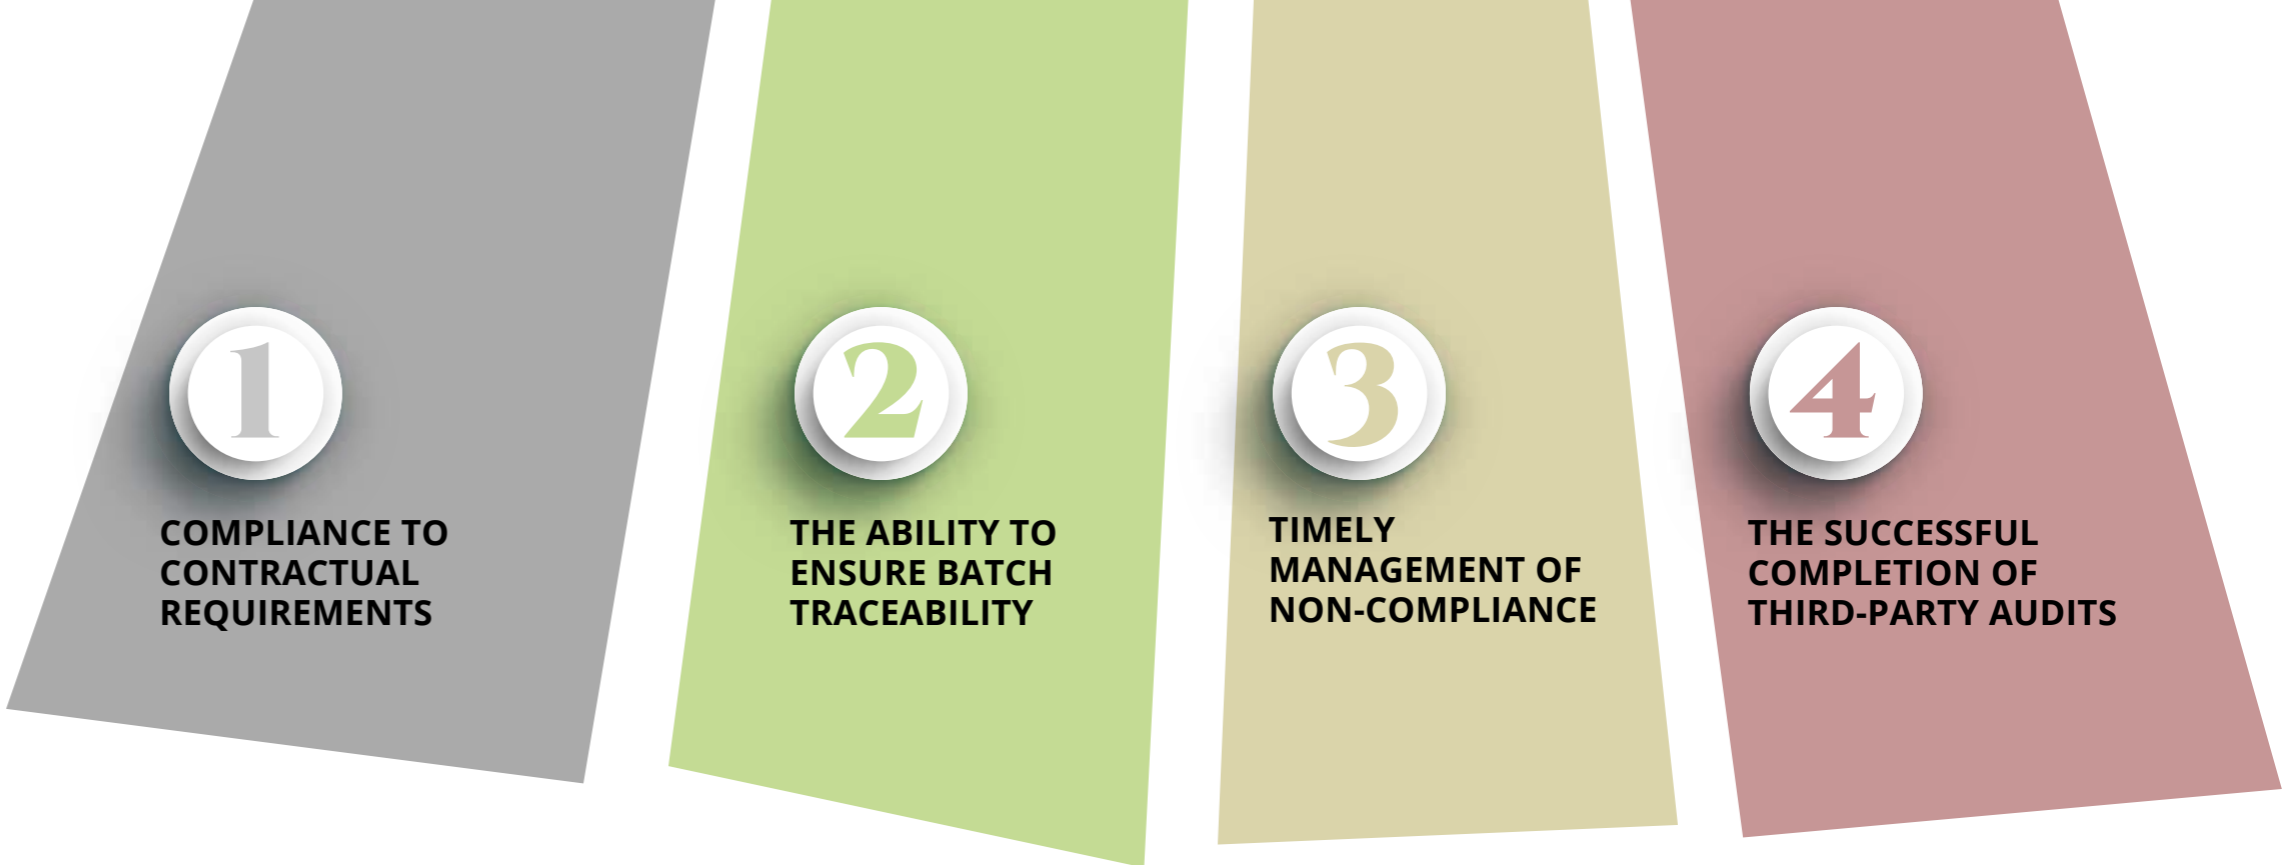 1
COMPLIANCE TO
CONTRACTUAL
REQUIREMENTS
2
THE ABILITY TO
ENSURE BATCH
TRACEABILITY
3
TIMELY
MANAGEMENT OF
NON-COMPLIANCE
4
THE SUCCESSFUL
COMPLETION OF
THIRD-PARTY AUDITS